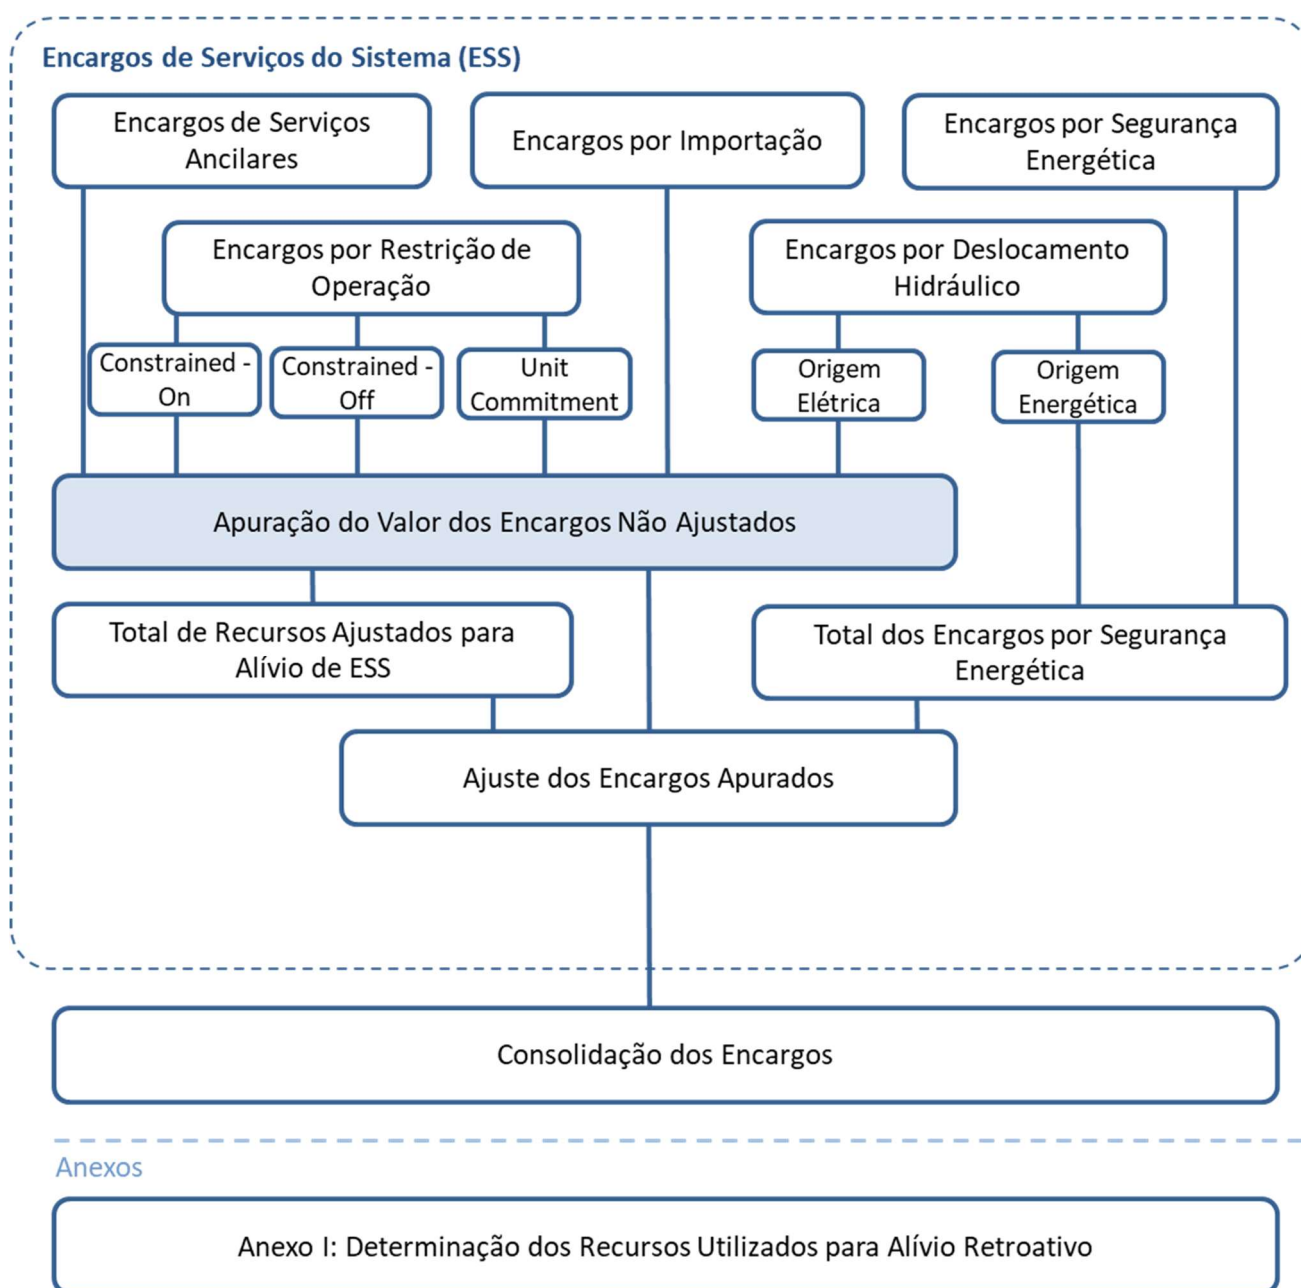 Encargos de Serviços do Sistema (ESS)
Encargos de Serviços
Ancilares
Encargos por Importação
Encargos por Segurança
Energética
Encargos por Restrição de
Operação
Encargos por Deslocamento
Hidráulico
Constrained -
On
Constrained -
Off
Unit
Commitment
Origem
Elétrica
Origem
Energética
Apuração do Valor dos Encargos Não Ajustados
Total de Recursos Ajustados para
Alívio de ESS
Total dos Encargos por Segurança
Energética
Ajuste dos Encargos Apurados
Consolidação dos Encargos
Anexos
Anexo I: Determinação dos Recursos Utilizados para Alívio Retroativo